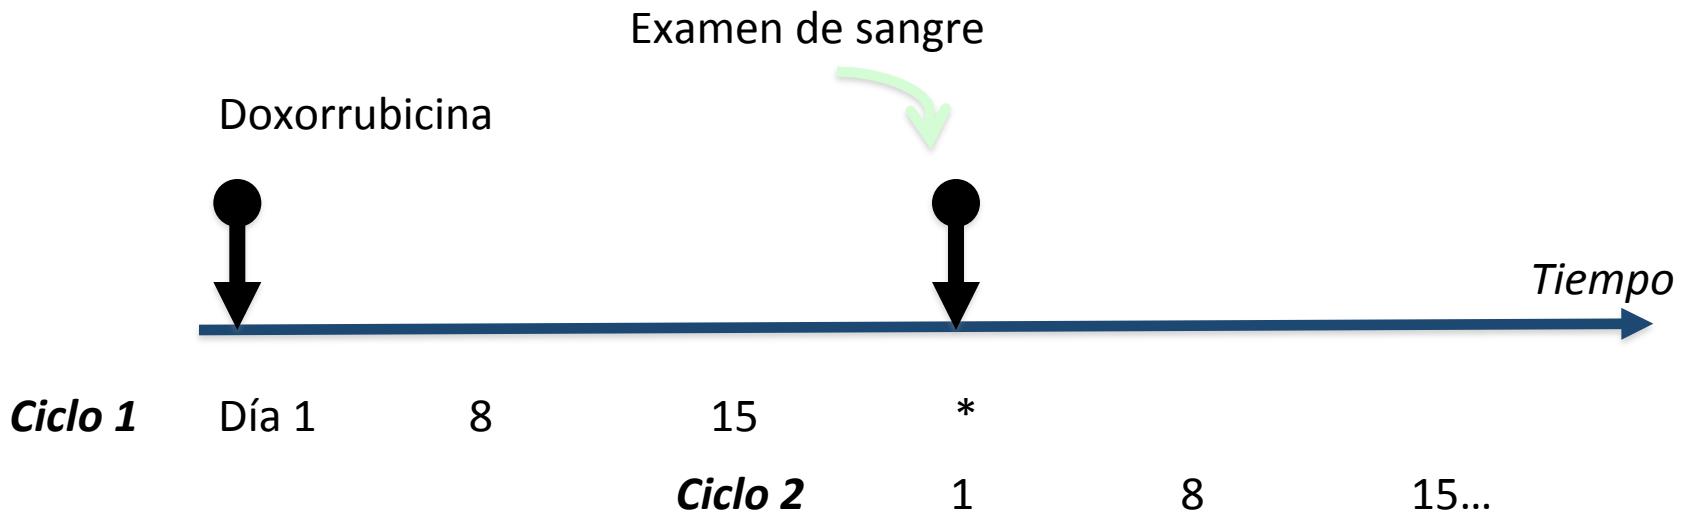 Examen de sangre
Doxorrubicina
Tiempo
Ciclo 1 Día 1 8 15 *
Ciclo 2 1 8 15...